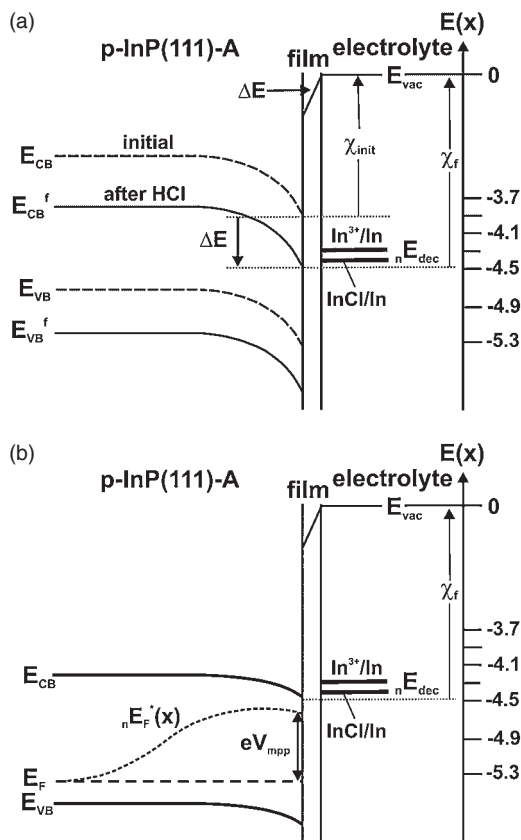 (a)
E(x)
p-InP(111)-A
film
electrolyte
ΔE
E_vac
0
initial
E_CB
χ_init
χ_f
after HCl
E_CB^f
-3.7
ΔE
In³⁺/In
-4.1
_nE_dec
-4.5
E_VB
InCl/In
-4.9
E_VB^f
-5.3
(b)
E(x)
p-InP(111)-A
film
electrolyte
E_vac
0
χ_f
-3.7
E_CB
In³⁺/In
-4.1
_nE_dec
-4.5
_nE_F^*(x)
InCl/In
eV_mpp
-4.9
E_F
-5.3
E_VB